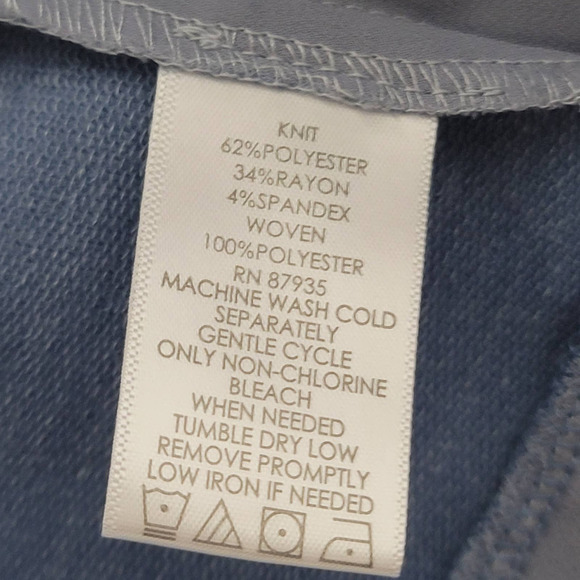 KNIT
62%POLYESTER
34%RAYON
4%SPANDEX
WOVEN
100%POLYESTER
RN 87935
MACHINE WASH COLD
SEPARATELY
GENTLE CYCLE
ONLY NON-CHLORINE
BLEACH
WHEN NEEDED
TUMBLE DRY LOW
REMOVE PROMPTLY
LOW IRON IF NEEDED